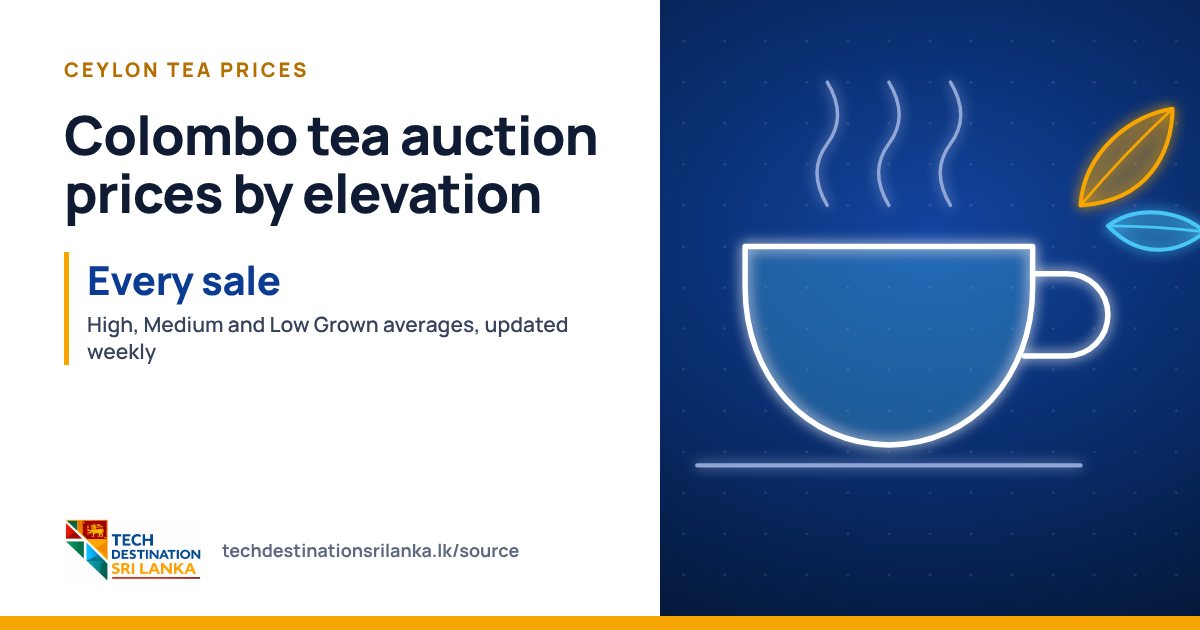 CEYLON TEA PRICES
Colombo tea auction
prices by elevation
Every sale
High, Medium and Low Grown averages, updated
weekly
TECH
DESTINATION
SRI LANKA
techdestinationsrilanka.lk/source